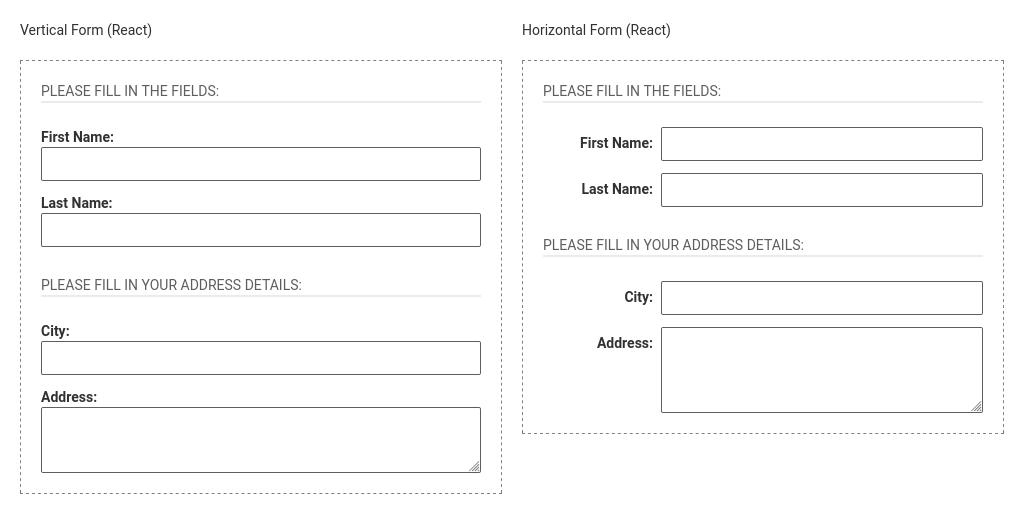 Vertical Form (React)
PLEASE FILL IN THE FIELDS:
First Name:
Last Name:
PLEASE FILL IN YOUR ADDRESS DETAILS:
City:
Address:
Horizontal Form (React)
PLEASE FILL IN THE FIELDS:
First Name:
Last Name:
PLEASE FILL IN YOUR ADDRESS DETAILS:
City:
Address: